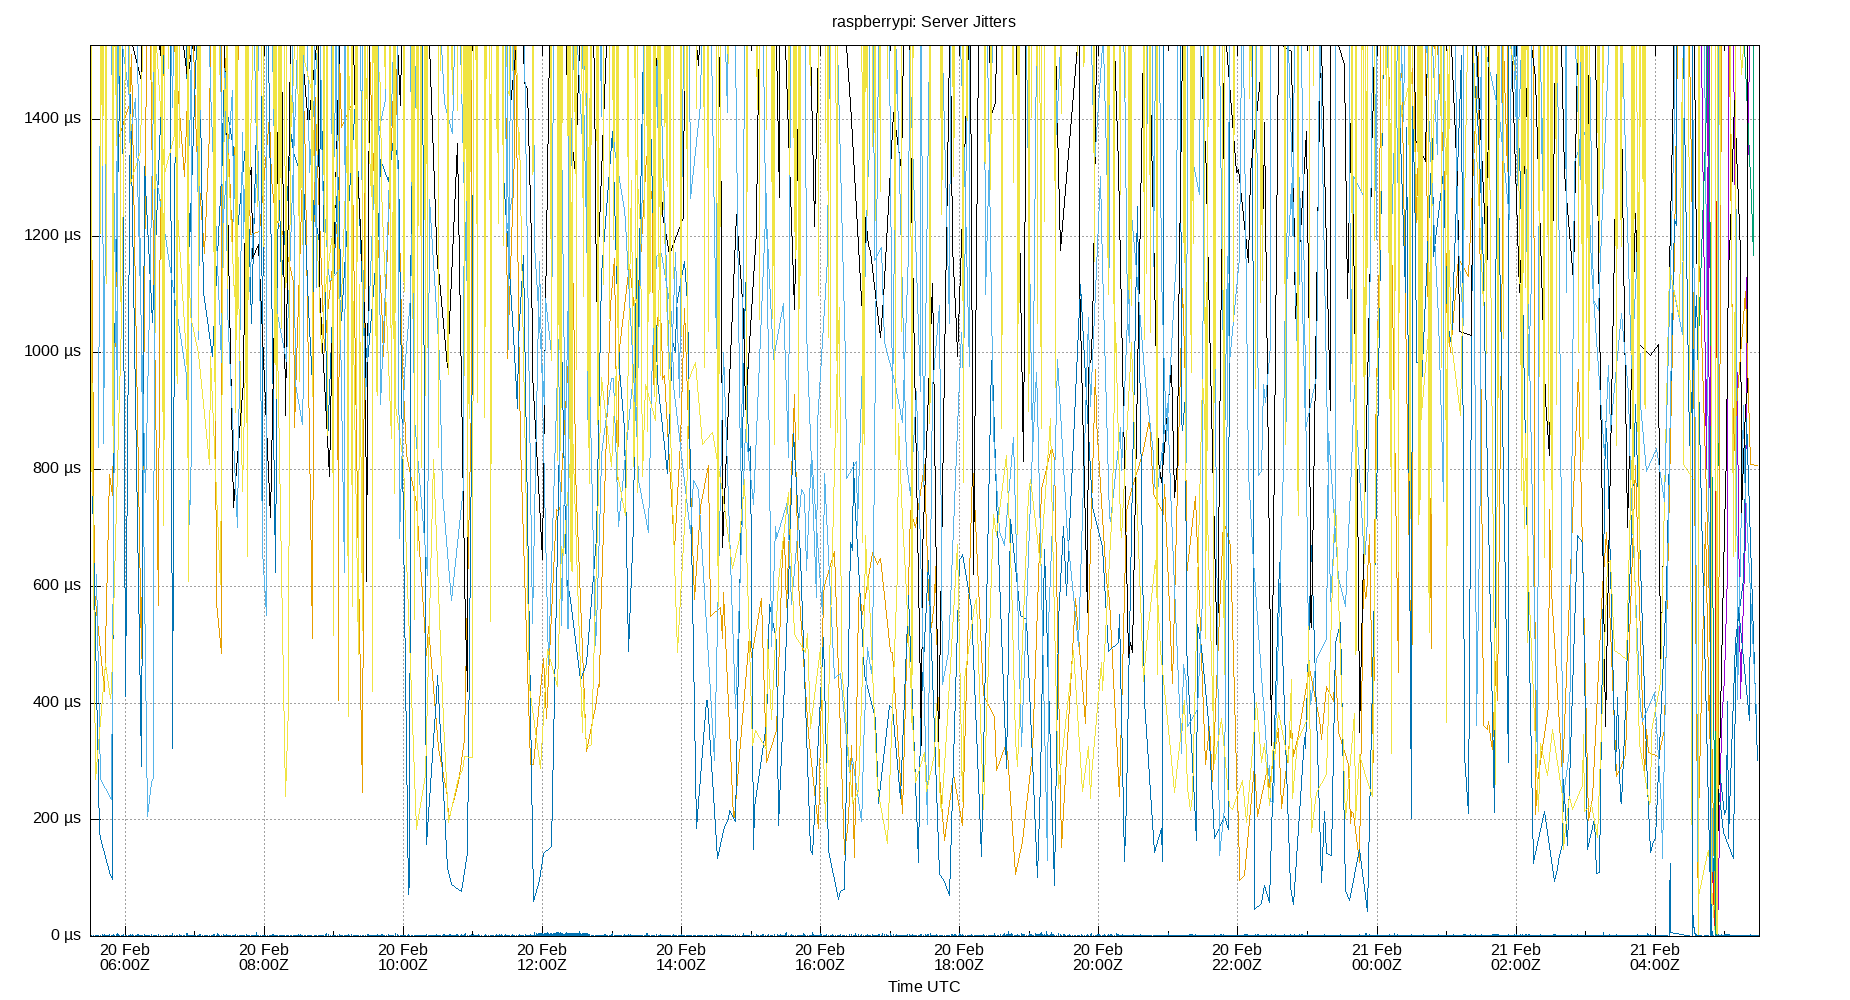 raspberrypi: Server Jitters
1400 µs
1200 µs
1000 µs
800 µs
600 µs
400 µs
200 µs
0 µs
20 Feb 20 Feb 20 Feb 20 Feb 20 Feb 20 Feb 20 Feb 20 Feb 20 Feb 21 Feb 21 Feb 21 Feb
06:00Z 08:00Z 10:00Z 12:00Z 14:00Z 16:00Z 18:00Z 20:00Z 22:00Z 00:00Z 02:00Z 04:00Z
Time UTC